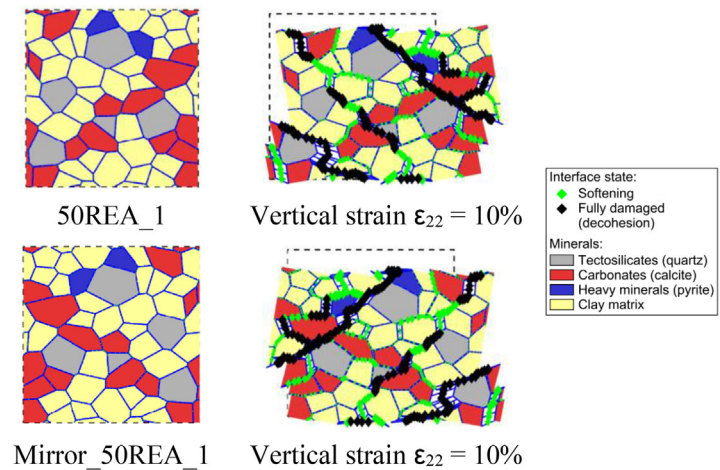 50REA_1
Vertical strain ε22 = 10%
Interface state:
Softening
Fully damaged
(decohesion)
Minerals:
Tectosilicates (quartz)
Carbonates (calcite)
Heavy minerals (pyrite)
Clay matrix
Mirror_50REA_1
Vertical strain ε22 = 10%